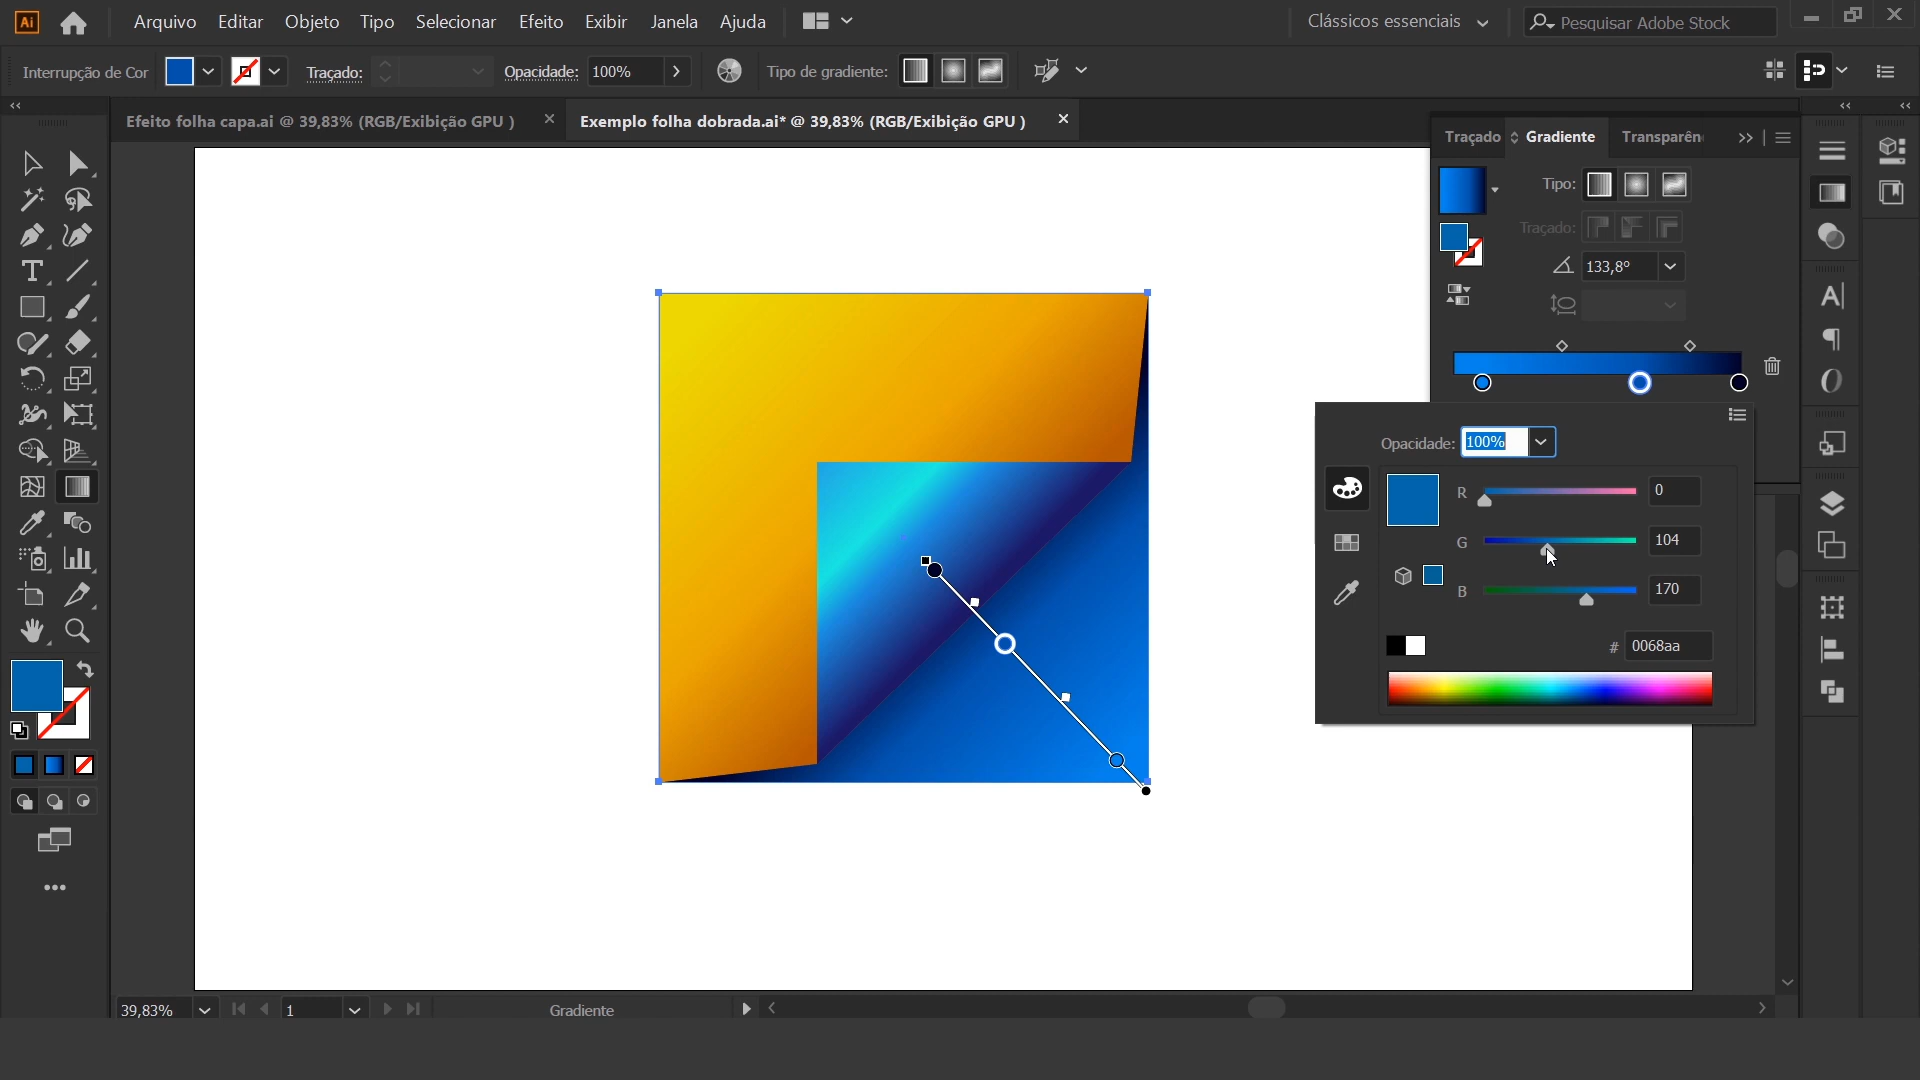 Ai Arquivo Editar Objeto Tipo Selecionar Efeito Exibir Janela Ajuda Clássicos essenciais Pesquisar Adobe Stock
Interrupção de Cor Traçado: Opacidade: 100% Tipo de gradiente:
Efeito folha capa.ai @ 39,83% (RGB/Exibição GPU ) Exemplo folha dobrada.ai* @ 39,83% (RGB/Exibição GPU )
Traçado Gradiente Transparên
Tipo:
Traçado:
133,8°
Opacidade: 100%
R 0
G 104
B 170
# 0068aa
39,83% 1 Gradiente